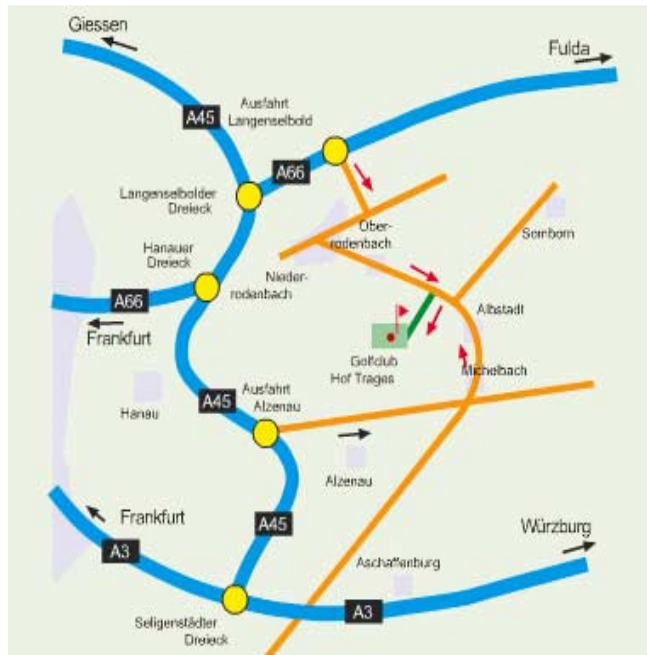 Giessen
Fulda
Ausfahrt
Langenselbold
A45
A66
Langenselbolder
Dreieck
Ober-
rodenbach
Somborn
Hanauer
Dreieck
Nieder-
rodenbach
A66
Albstadt
Frankfurt
Golfclub
Hof Trages
Michelbach
Ausfahrt
Alzenau
A45
Hanau
Alzenau
Frankfurt
A45
Würzburg
A3
Aschaffenburg
A3
Seligenstädter
Dreieck